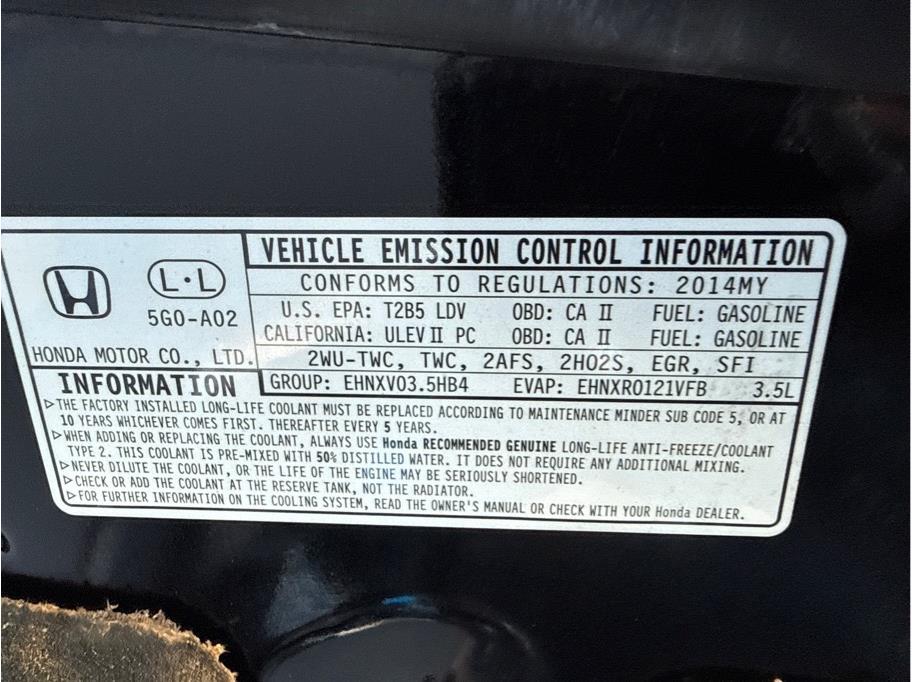 L·L
5G0-A02
HONDA MOTOR CO., LTD.
VEHICLE EMISSION CONTROL INFORMATION
CONFORMS TO REGULATIONS: 2014MY
U.S. EPA: T2B5 LDV OBD: CA II FUEL: GASOLINE
CALIFORNIA: ULEV II PC OBD: CA II FUEL: GASOLINE
2WU-TWC, TWC, 2AFS, 2HO2S, EGR, SFI
GROUP: EHNXV03.5HB4 EVAP: EHNXR0121VFB 3.5L
INFORMATION
▷THE FACTORY INSTALLED LONG-LIFE COOLANT MUST BE REPLACED ACCORDING TO MAINTENANCE MINDER SUB CODE 5, OR AT
10 YEARS WHICHEVER COMES FIRST. THEREAFTER EVERY 5 YEARS.
▷WHEN ADDING OR REPLACING THE COOLANT, ALWAYS USE Honda RECOMMENDED GENUINE LONG-LIFE ANTI-FREEZE/COOLANT
TYPE 2. THIS COOLANT IS PRE-MIXED WITH 50% DISTILLED WATER. IT DOES NOT REQUIRE ANY ADDITIONAL MIXING.
▷NEVER DILUTE THE COOLANT, OR THE LIFE OF THE ENGINE MAY BE SERIOUSLY SHORTENED.
▷CHECK OR ADD THE COOLANT AT THE RESERVE TANK, NOT THE RADIATOR.
▷FOR FURTHER INFORMATION ON THE COOLING SYSTEM, READ THE OWNER'S MANUAL OR CHECK WITH YOUR Honda DEALER.